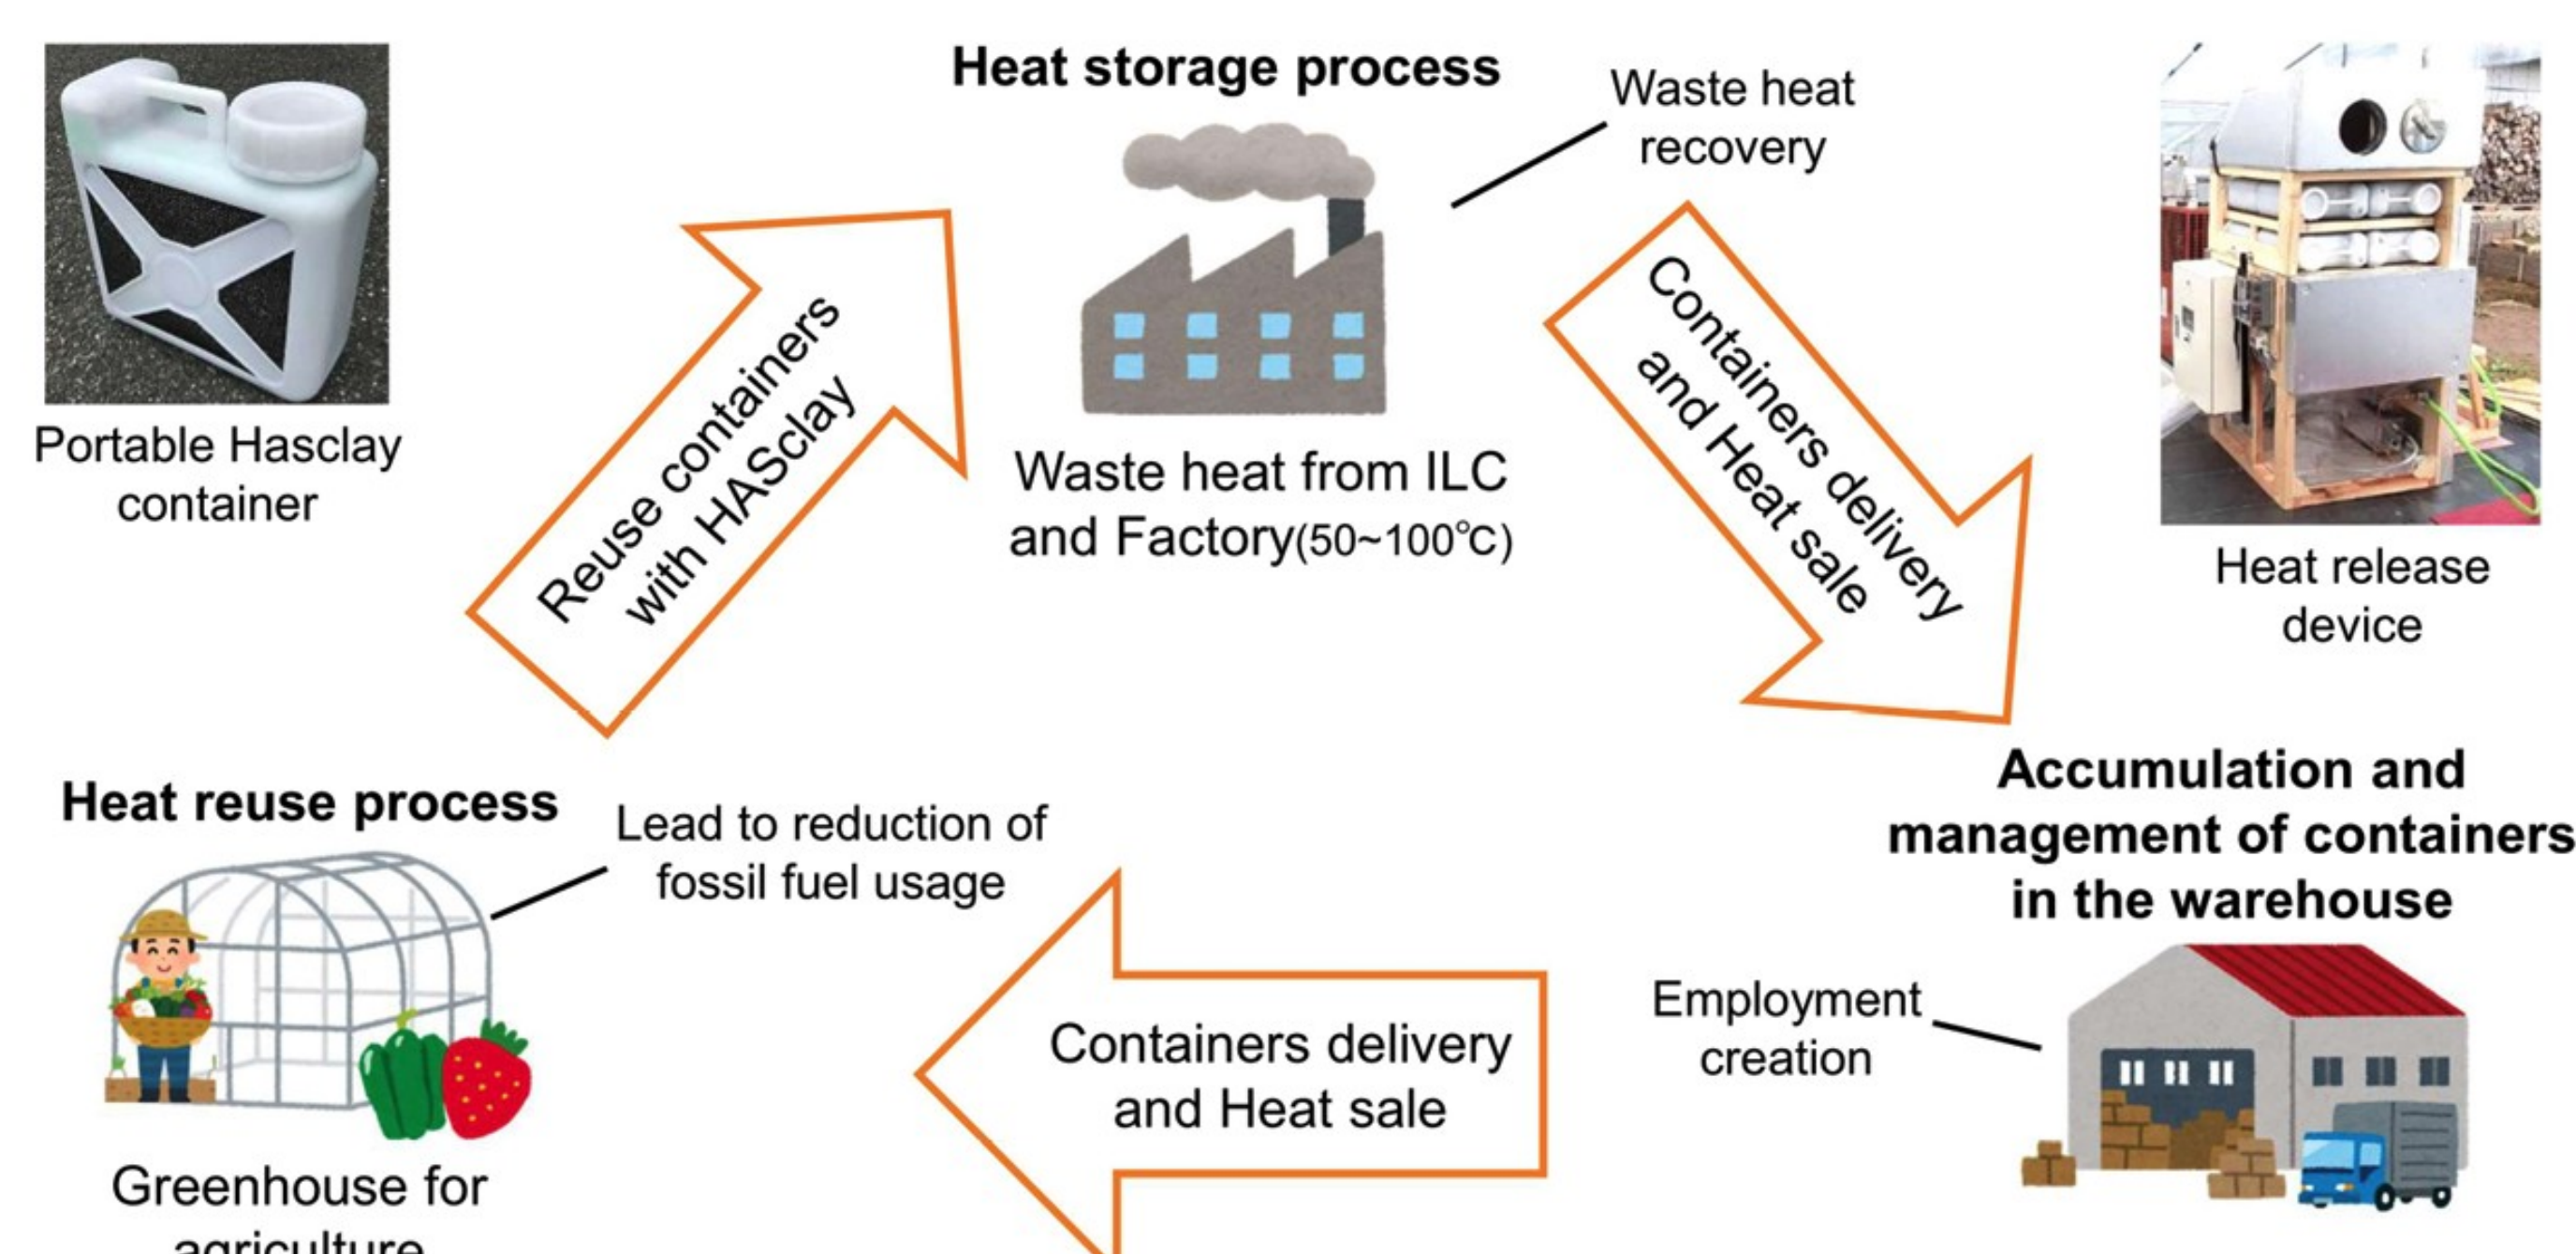 Heat storage process
Waste heat
recovery
Portable Hasclay
container
Reuse containers
with HASclay
Waste heat from ILC
and Factory(50~100℃)
Containers delivery
and Heat sale
Heat release
device
Heat reuse process
Lead to reduction of
fossil fuel usage
Accumulation and
management of containers
in the warehouse
Containers delivery
and Heat sale
Employment
creation
Greenhouse for
agriculture